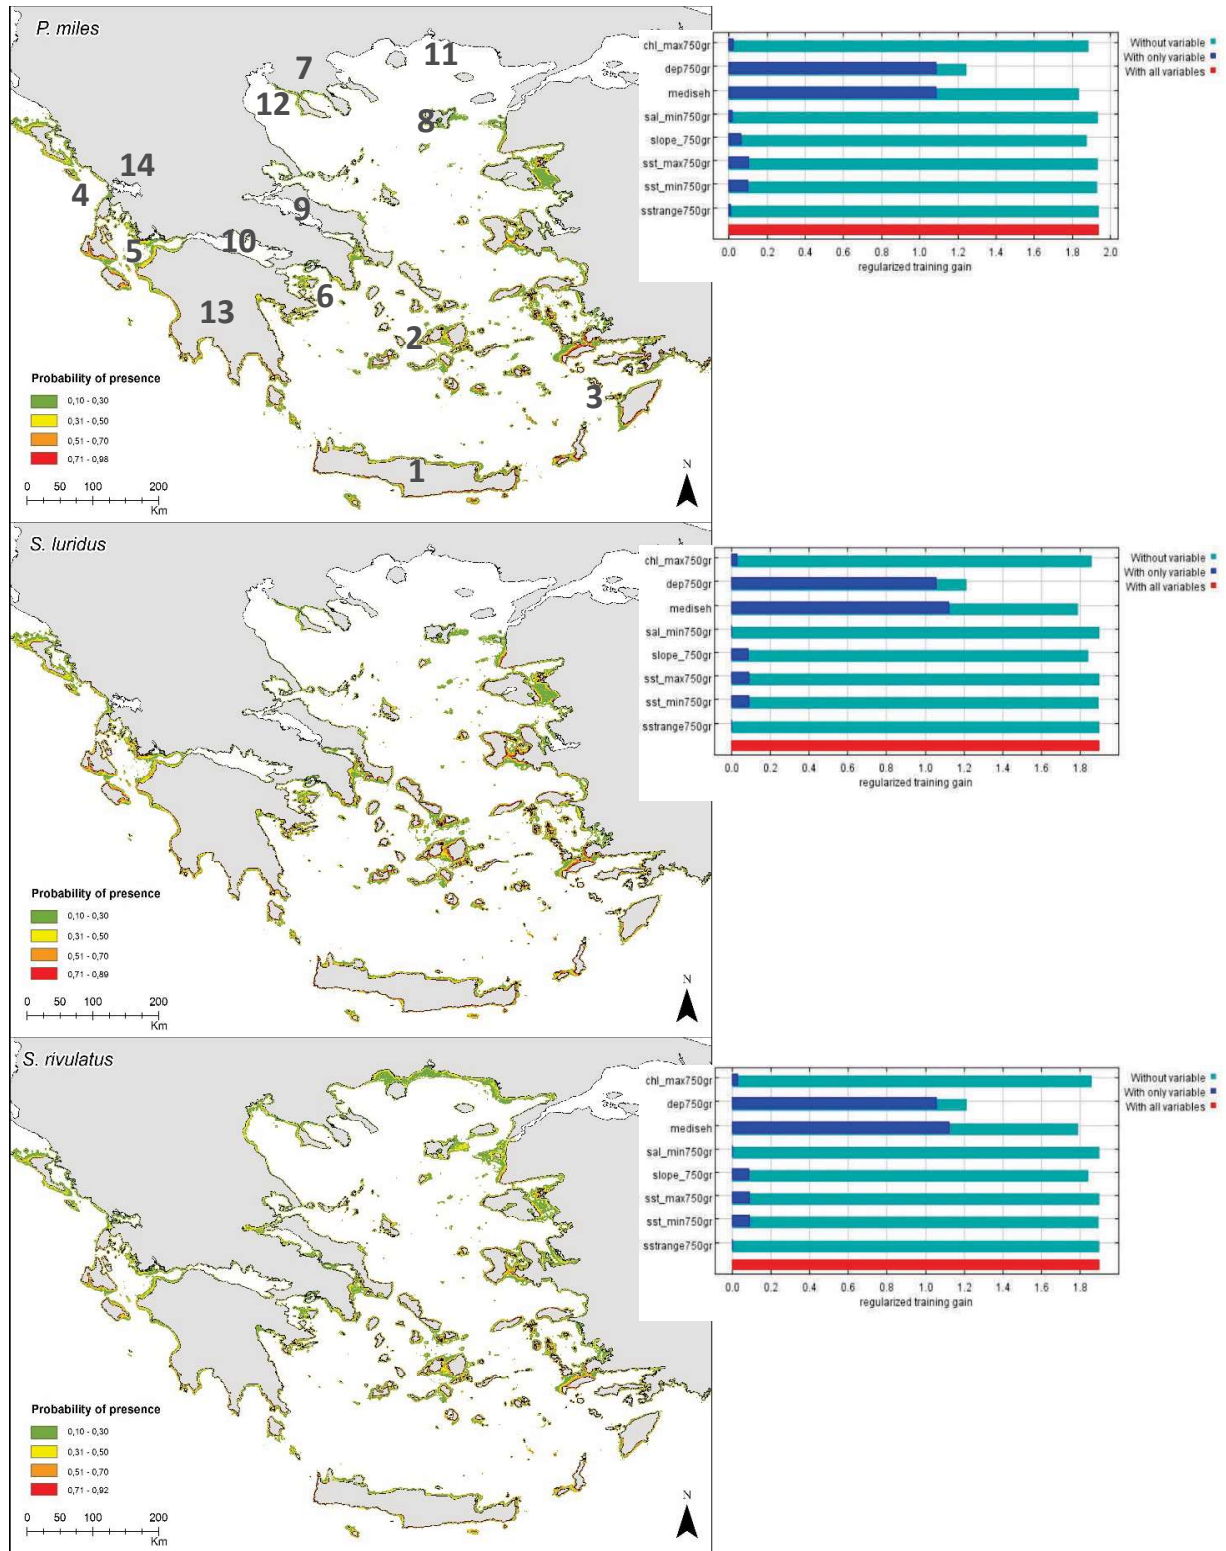 P. miles
11
7
12
8
14
4
9
10
5
6
13
2
3
1
Probability of presence
0,10 - 0,30
0,31 - 0,50
0,51 - 0,70
0,71 - 0,98
0 50 100 200
Km
N
chl_max750gr
dep750gr
mediseh
sal_min750gr
slope_750gr
sst_max750gr
sst_min750gr
sstrange750gr
0.0 0.2 0.4 0.6 0.8 1.0 1.2 1.4 1.6 1.8 2.0
regularized training gain
Without variable
With only variable
With all variables
S. luridus
Probability of presence
0,10 - 0,30
0,31 - 0,50
0,51 - 0,70
0,71 - 0,89
0 50 100 200
Km
N
chl_max750gr
dep750gr
mediseh
sal_min750gr
slope_750gr
sst_max750gr
sst_min750gr
sstrange750gr
0.0 0.2 0.4 0.6 0.8 1.0 1.2 1.4 1.6 1.8
regularized training gain
Without variable
With only variable
With all variables
S. rivulatus
Probability of presence
0,10 - 0,30
0,31 - 0,50
0,51 - 0,70
0,71 - 0,92
0 50 100 200
Km
N
chl_max750gr
dep750gr
mediseh
sal_min750gr
slope_750gr
sst_max750gr
sst_min750gr
sstrange750gr
0.0 0.2 0.4 0.6 0.8 1.0 1.2 1.4 1.6 1.8
regularized training gain
Without variable
With only variable
With all variables